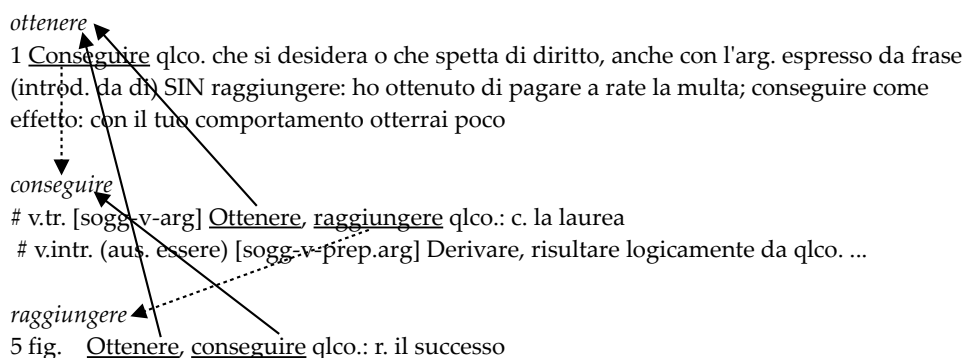 ottenere
1 Conseguire qlco. che si desidera o che spetta di diritto, anche con l'arg. espresso da frase
(introd. da di) SIN raggiungere: ho ottenuto di pagare a rate la multa; conseguire come
effetto: con il tuo comportamento otterrai poco
conseguire
# v.tr. [sogg-v-arg] Ottenere, raggiungere qlco.: c. la laurea
# v.intr. (aus. essere) [sogg-v-prep.arg] Derivare, risultare logicamente da qlco. ...
raggiungere
5 fig. Ottenere, conseguire qlco.: r. il successo